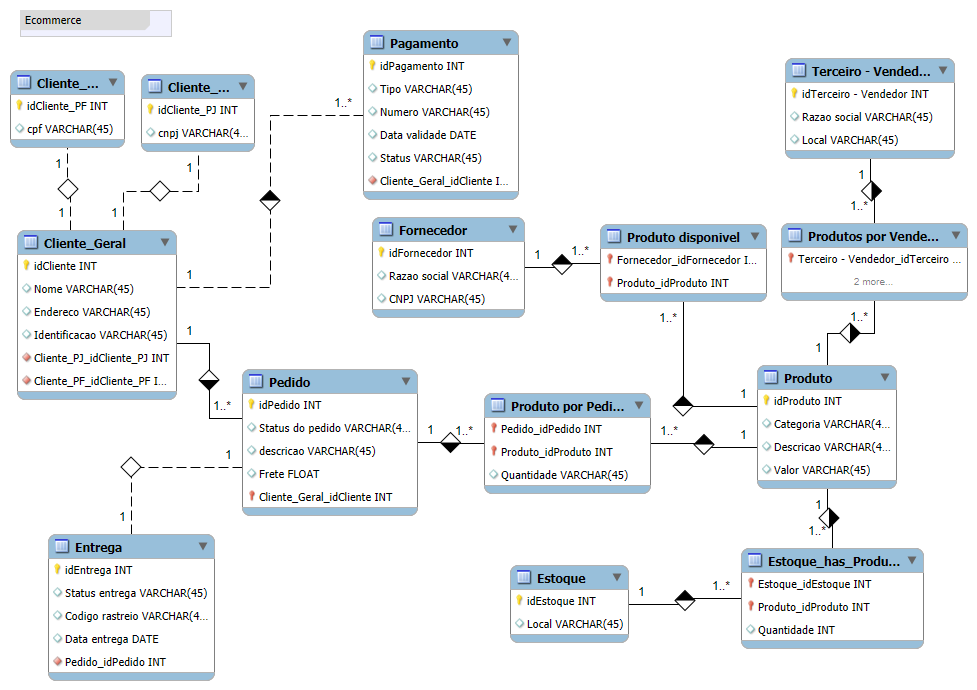 Ecommerce
Cliente_...
idCliente_PF INT
cpf VARCHAR(45)
Cliente_...
idCliente_PJ INT
cnpj VARCHAR(4...
Pagamento
idPagamento INT
Tipo VARCHAR(45)
Numero VARCHAR(45)
Data validade DATE
Status VARCHAR(45)
Cliente_Geral_idCliente I...
Terceiro - Vended...
idTerceiro - Vendedor INT
Razao social VARCHAR(45)
Local VARCHAR(45)
1..*
1
1
1
1
1
1..*
Cliente_Geral
idCliente INT
Nome VARCHAR(45)
Endereco VARCHAR(45)
Identificacao VARCHAR(45)
Cliente_PJ_idCliente_PJ INT
Cliente_PF_idCliente_PF I...
1
1
1..*
Fornecedor
idFornecedor INT
Razao social VARCHAR(4...
CNPJ VARCHAR(45)
1
1..*
Produto disponivel
Fornecedor_idFornecedor I...
Produto_idProduto INT
1..*
1
Produtos por Vende...
Terceiro - Vendedor_idTerceiro ...
2 more...
1..*
1
Pedido
idPedido INT
Status do pedido VARCHAR(4...
descricao VARCHAR(45)
Frete FLOAT
Cliente_Geral_idCliente INT
1
1..*
Produto por Pedi...
Pedido_idPedido INT
Produto_idProduto INT
Quantidade VARCHAR(45)
1..*
1
Produto
idProduto INT
Categoria VARCHAR(4...
Descricao VARCHAR(4...
Valor VARCHAR(45)
1
1
1
1..*
Entrega
idEntrega INT
Status entrega VARCHAR(45)
Codigo rastreio VARCHAR(4...
Data entrega DATE
Pedido_idPedido INT
Estoque
idEstoque INT
Local VARCHAR(45)
1
1..*
Estoque_has_Produ...
Estoque_idEstoque INT
Produto_idProduto INT
Quantidade INT